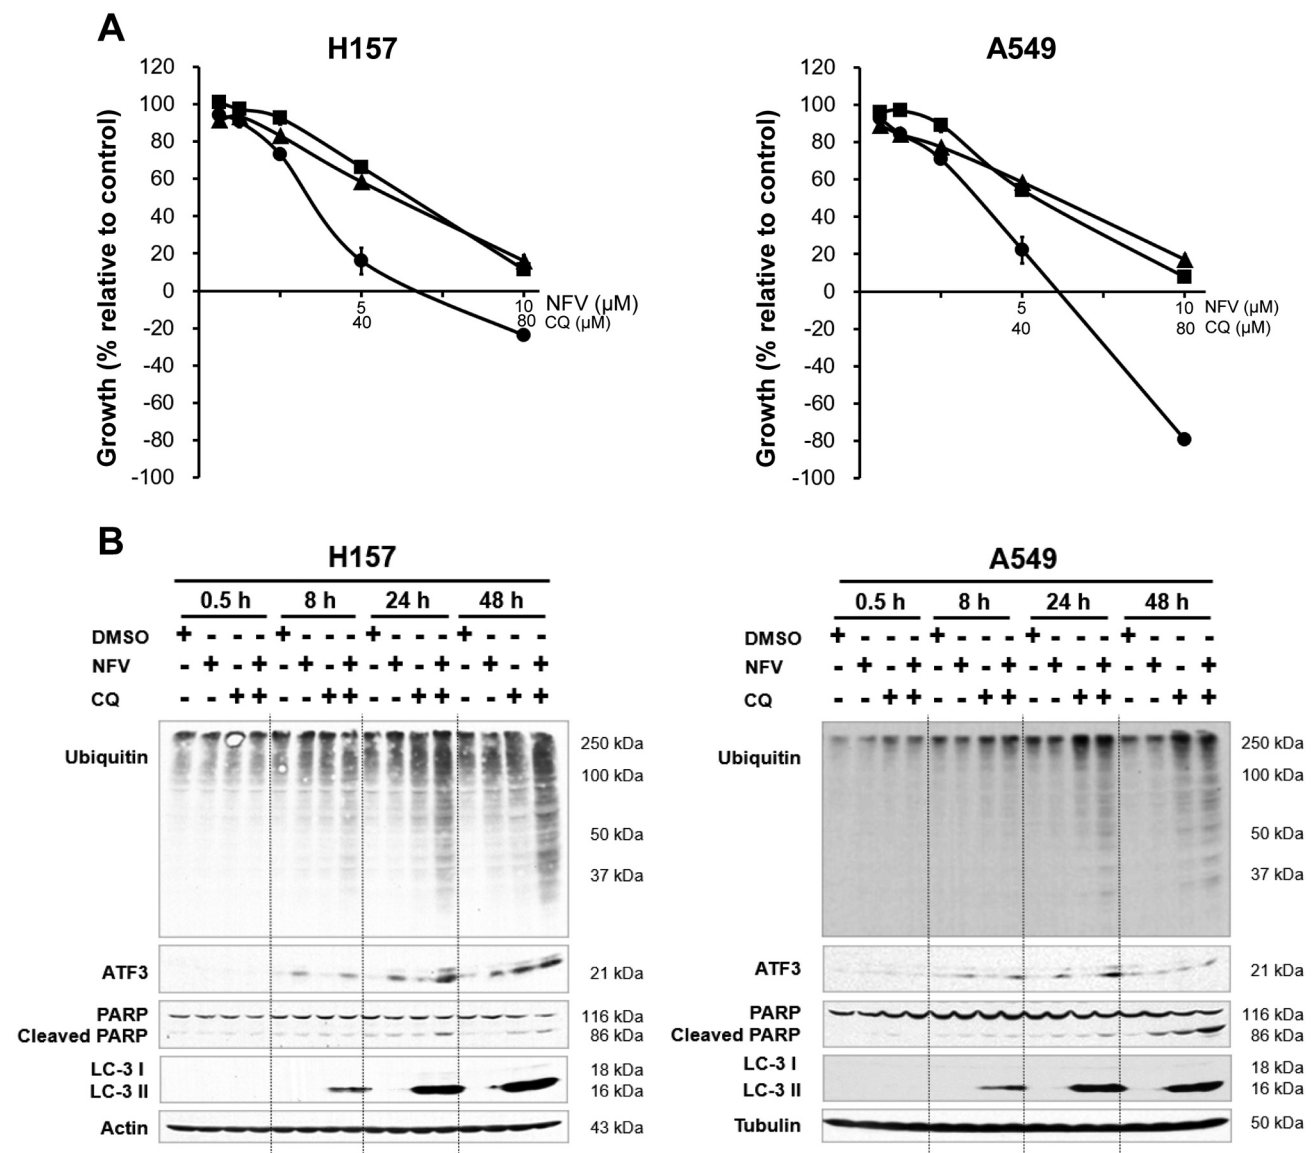 A
H157
A549
120
100
80
60
40
20
0
-20
-40
-60
-80
-100
Growth (% relative to control)
5
10
NFV (µM)
40
80
CQ (µM)
120
100
80
60
40
20
0
-20
-40
-60
-80
-100
Growth (% relative to control)
5
10
NFV (µM)
40
80
CQ (µM)
B
H157
0.5 h 8 h 24 h 48 h
DMSO + - - - + - - - + - - - + - - -
NFV - + - + - + - + - + - + - + - +
CQ - - + + - - + + - - + + - - + +
Ubiquitin
250 kDa
100 kDa
50 kDa
37 kDa
ATF3 21 kDa
PARP 116 kDa
Cleaved PARP 86 kDa
LC-3 I 18 kDa
LC-3 II 16 kDa
Actin 43 kDa
A549
0.5 h 8 h 24 h 48 h
DMSO + - - - + - - - + - - - + - - -
NFV - + - + - + - + - + - + - - - +
CQ - - + + - - + + - - + + - - + +
Ubiquitin
250 kDa
100 kDa
50 kDa
37 kDa
ATF3 21 kDa
PARP 116 kDa
Cleaved PARP 86 kDa
LC-3 I 18 kDa
LC-3 II 16 kDa
Tubulin 50 kDa